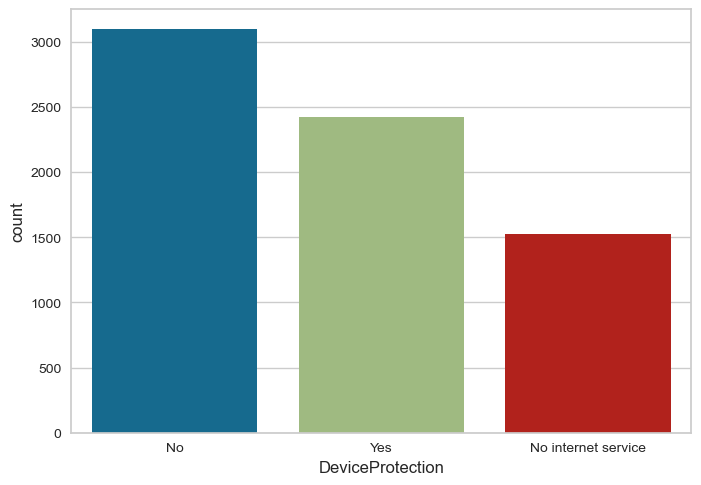 3000
2500
2000
1500
1000
500
0
count
No Yes No internet service
DeviceProtection